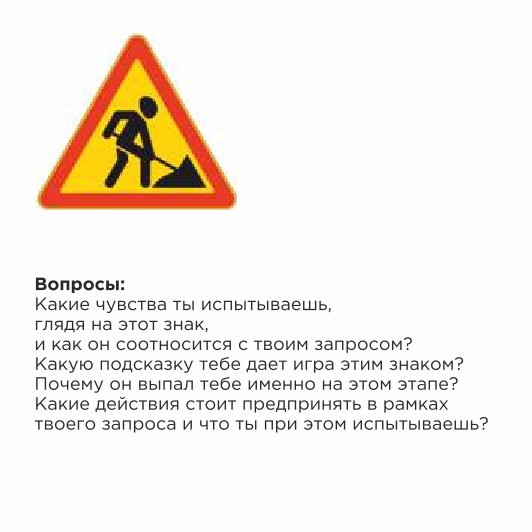 Вопросы:
Какие чувства ты испытываешь,
глядя на этот знак,
и как он соотносится с твоим запросом?
Какую подсказку тебе дает игра этим знаком?
Почему он выпал тебе именно на этом этапе?
Какие действия стоит предпринять в рамках
твоего запроса и что ты при этом испытываешь?